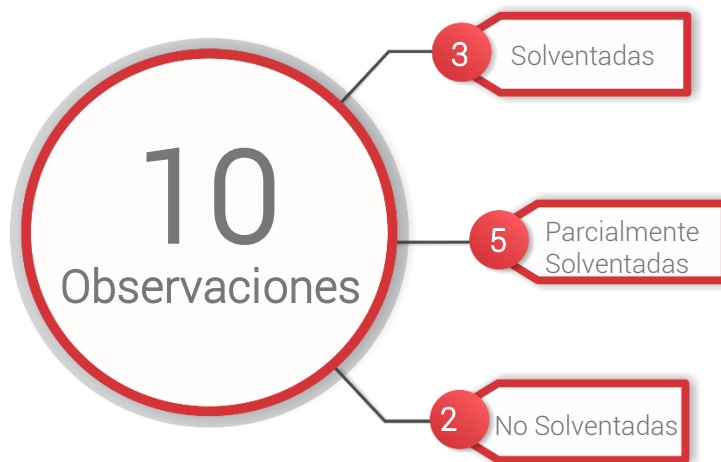 10
Observaciones
3
Solventadas
5
Parcialmente
Solventadas
2
No Solventadas